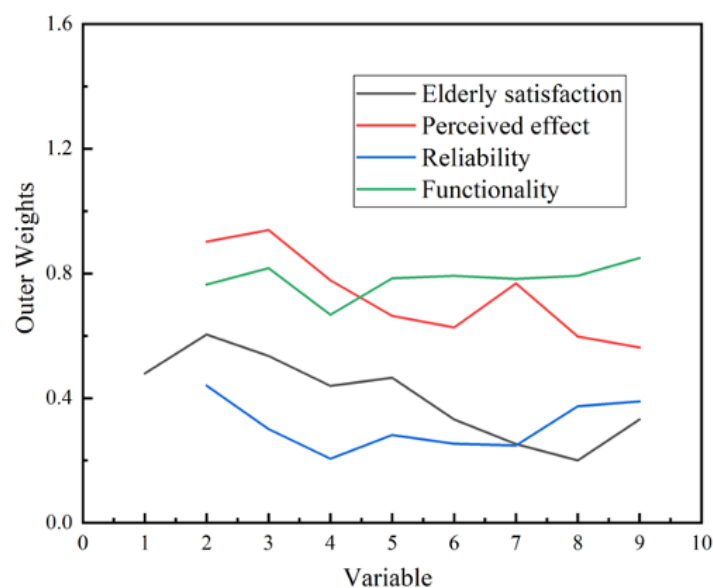 1.6
1.2
0.8
0.4
0.0
Outer Weights
Elderly satisfaction
Perceived effect
Reliability
Functionality
0 1 2 3 4 5 6 7 8 9 10
Variable